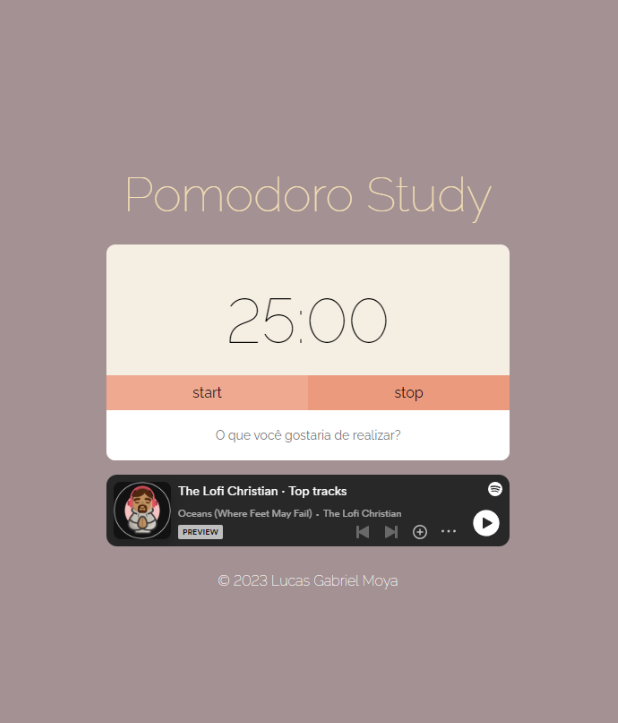 Pomodoro Study
25:00
start stop
O que você gostaria de realizar?
The Lofi Christian · Top tracks
Oceans (Where Feet May Fail) • The Lofi Christian
PREVIEW
© 2023 Lucas Gabriel Moya